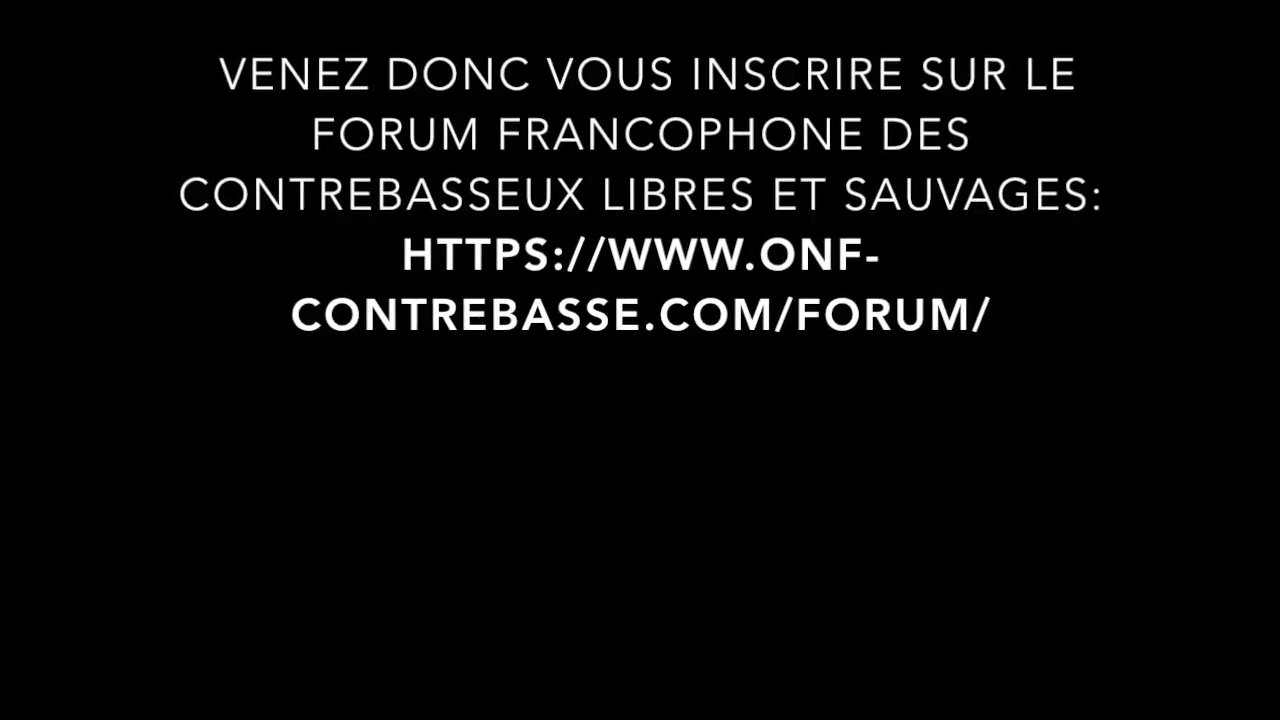 VENEZ DONC VOUS INSCRIRE SUR LE
FORUM FRANCOPHONE DES
CONTREBASSEUX LIBRES ET SAUVAGES:
HTTPS://WWW.ONF-
CONTREBASSE.COM/FORUM/